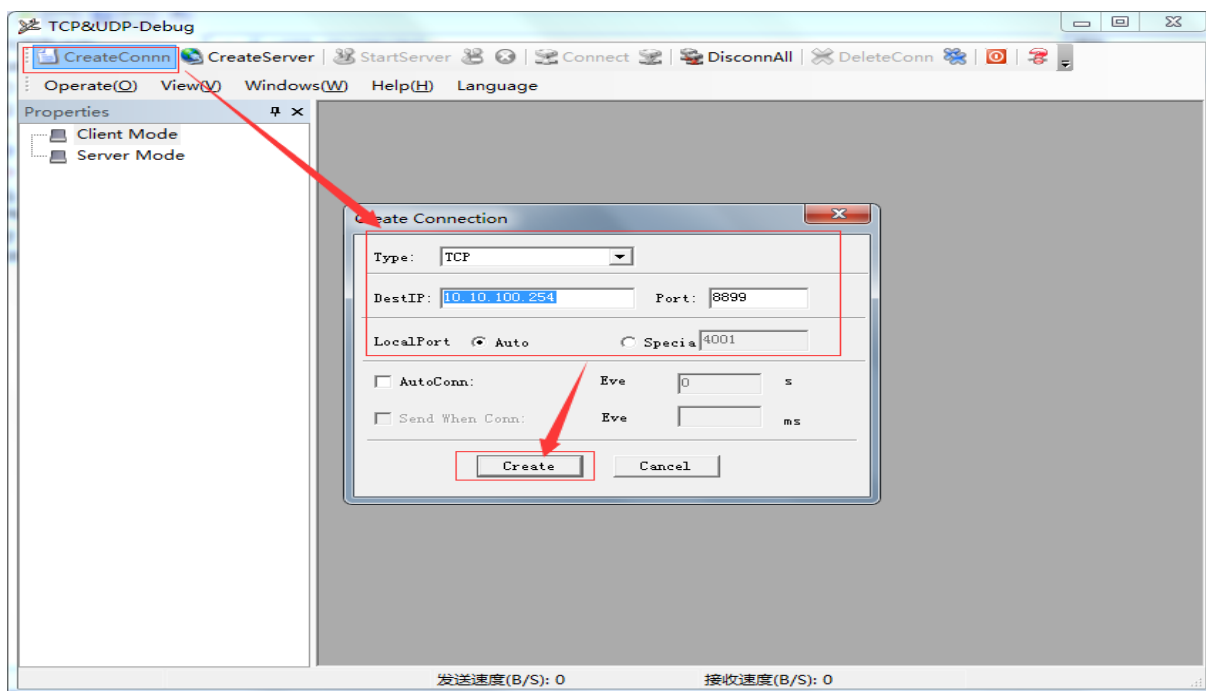 TCP&UDP-Debug
CreateConnn CreateServer StartServer Connect DisconnAll DeleteConn
Operate(O) View(V) Windows(W) Help(H) Language
Properties
Client Mode
Server Mode
Create Connection
Type: TCP
DestIP: 10.10.100.254 Port: 8899
LocalPort Auto Specia 4001
AutoConn: Eve 0 s
Send When Conn: Eve ms
Create Cancel
发送速度(B/S): 0 接收速度(B/S): 0